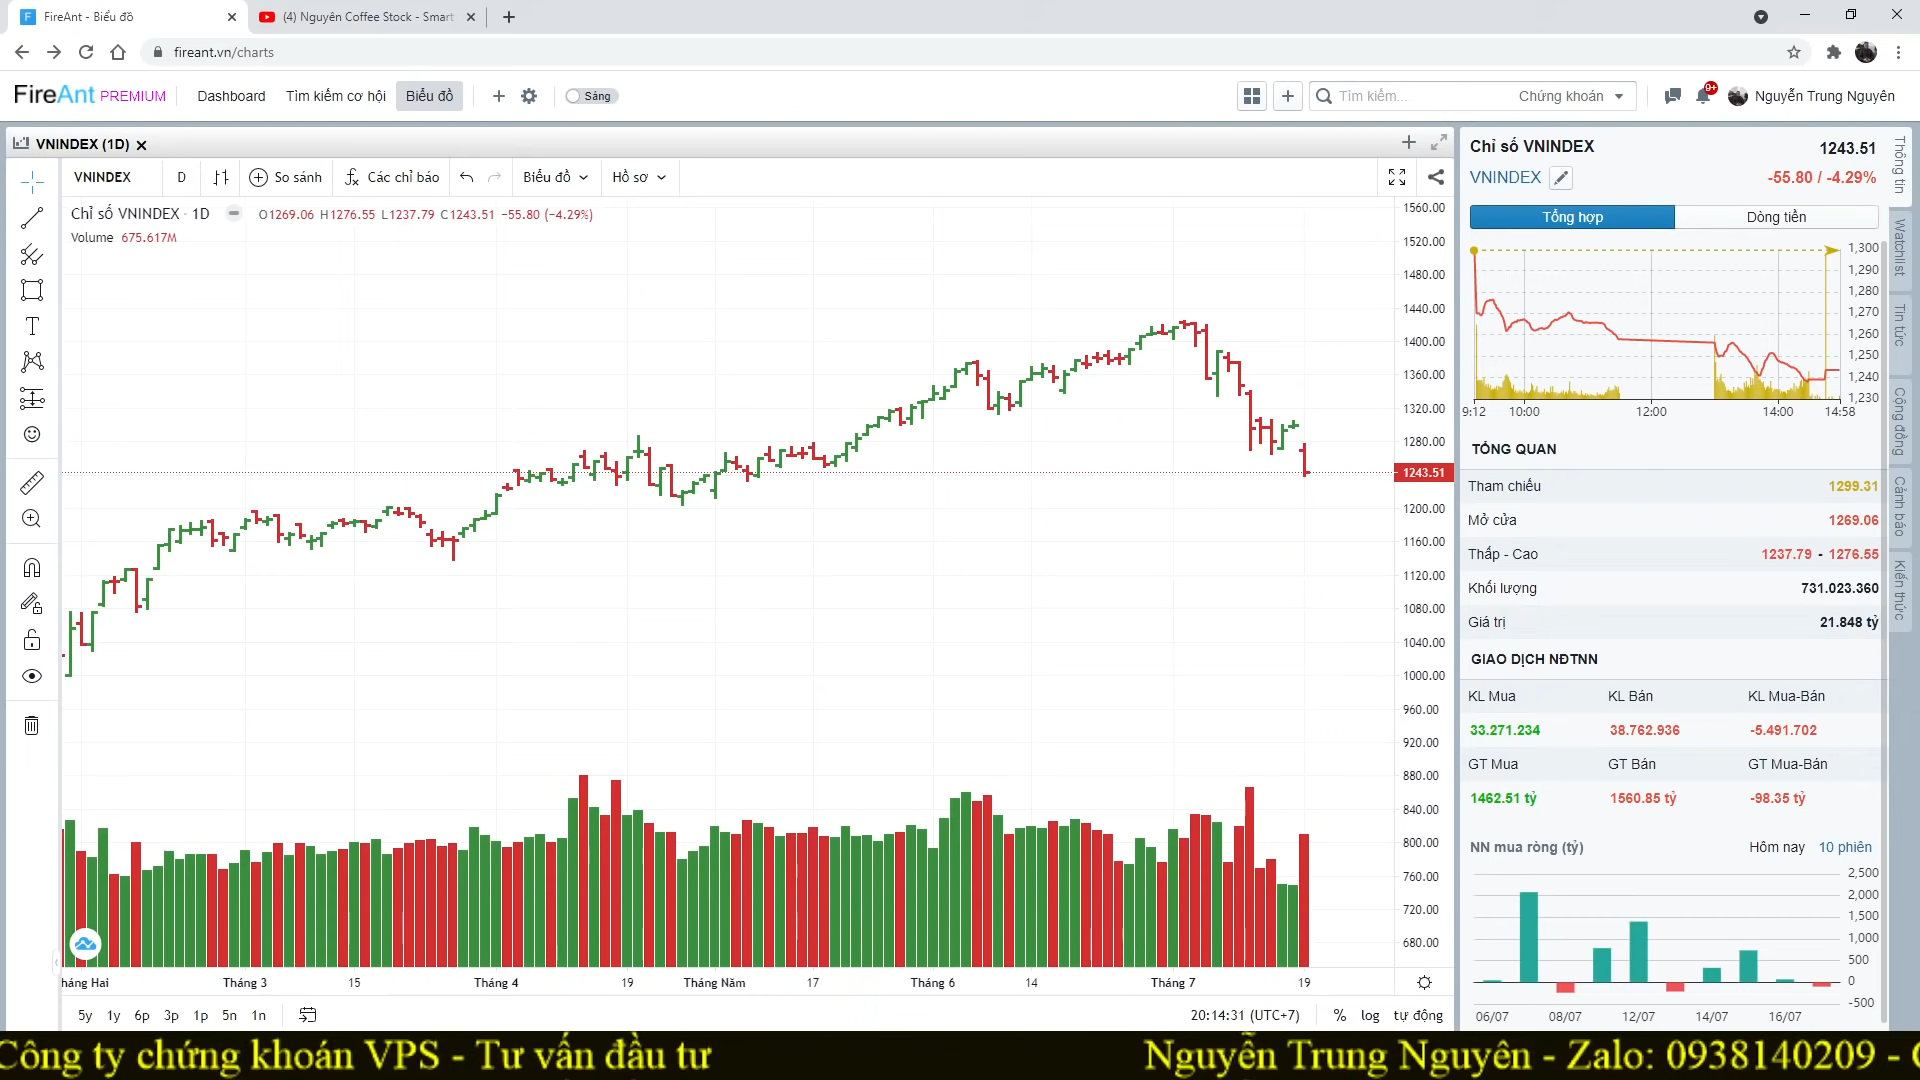 FireAnt - Biểu đồ
(4) Nguyên Coffee Stock - Smart
fireant.vn/charts
FireAnt PREMIUM
Dashboard
Tìm kiếm cơ hội
Biểu đồ
Sáng
Tìm kiếm...
Chứng khoán
9+
Nguyễn Trung Nguyên
VNINDEX (1D)
VNINDEX
D
So sánh
Các chỉ báo
Biểu đồ
Hồ sơ
Chỉ số VNINDEX · 1D
O1269.06 H1276.55 L1237.79 C1243.51 −55.80 (−4.29%)
Volume 675.617M
1560.00
1520.00
1480.00
1440.00
1400.00
1360.00
1320.00
1280.00
1243.51
1200.00
1160.00
1120.00
1080.00
1040.00
1000.00
960.00
920.00
880.00
840.00
800.00
760.00
720.00
680.00
háng Hai
Tháng 3
15
Tháng 4
19
Tháng Năm
17
Tháng 6
14
Tháng 7
19
5y 1y 6p 3p 1p 5n 1n
20:14:31 (UTC+7)
% log tự động
Chỉ số VNINDEX
1243.51
VNINDEX
-55.80 / -4.29%
Tổng hợp
Dòng tiền
1,300
1,290
1,280
1,270
1,260
1,250
1,240
1,230
9:12 10:00 12:00 14:00 14:58
TỔNG QUAN
Tham chiếu 1299.31
Mở cửa 1269.06
Thấp - Cao 1237.79 - 1276.55
Khối lượng 731.023.360
Giá trị 21.848 tỷ
GIAO DỊCH NĐTNN
KL Mua KL Bán KL Mua-Bán
33.271.234 38.762.936 -5.491.702
GT Mua GT Bán GT Mua-Bán
1462.51 tỷ 1560.85 tỷ -98.35 tỷ
NN mua ròng (tỷ)
Hôm nay 10 phiên
2,500
2,000
1,500
1,000
500
0
-500
06/07 08/07 12/07 14/07 16/07
Thông tin
Watchlist
Tin tức
Cộng đồng
Cảnh báo
Kiến thức
Công ty chứng khoán VPS - Tư vấn đầu tư
Nguyễn Trung Nguyên - Zalo: 0938140209 -